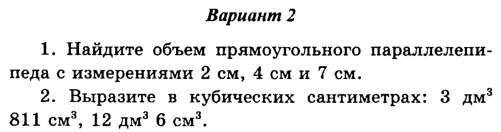 Вариант 2
1. Найдите объем прямоугольного параллелепи-
педа с измерениями 2 см, 4 см и 7 см.
2. Выразите в кубических сантиметрах: 3 дм³
811 см³, 12 дм³ 6 см³.